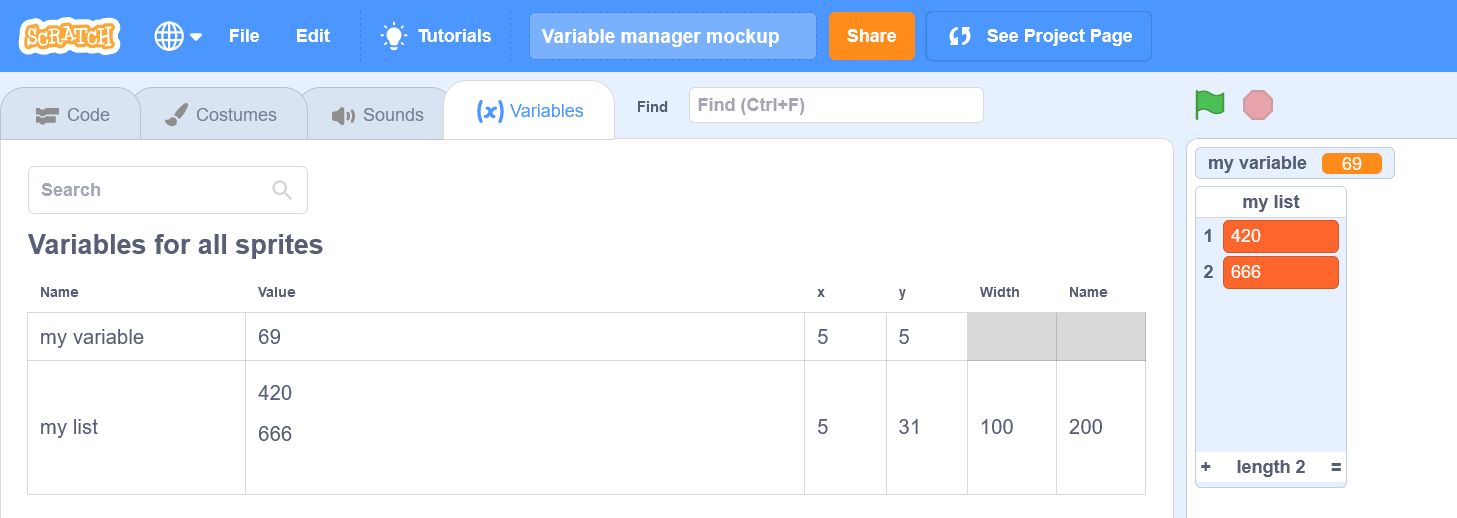 SCRATCH File Edit Tutorials Variable manager mockup Share See Project Page
Code Costumes Sounds (x) Variables Find Find (Ctrl+F)
Search
Variables for all sprites
Name Value x y Width Name
my variable 69 5 5
my list 420 5 31 100 200
666
my variable 69
my list
1 420
2 666
+ length 2 =